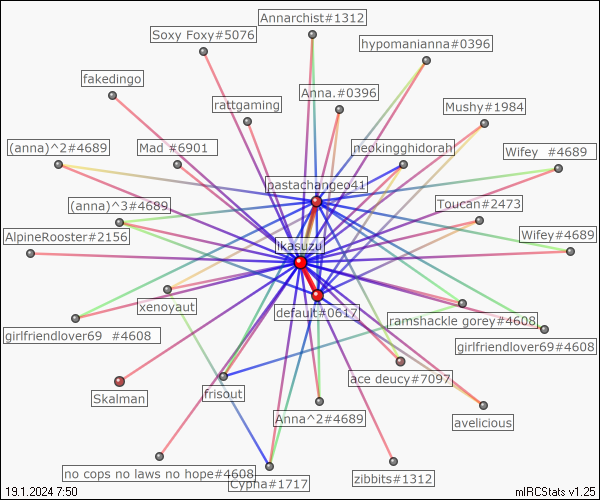 Annarchist#1312
Soxy Foxy#5076
hypomanianna#0396
fakedingo
Anna.#0396
rattgaming
Mushy#1984
(anna)^2#4689
Mad #6901
neokingghidorah
Wifey  #4689
pastachangeo41
(anna)^3#4689
Toucan#2473
AlpineRooster#2156
ikasuzu
Wifey#4689
xenoyaut
default#0617
ramshackle gorey#4608
girlfriendlover69  #4608
girlfriendlover69#4608
ace deucy#7097
Skalman
frisout
Anna^2#4689
avelicious
no cops no laws no hope#4608
Cypha#1717
zibbits#1312
19.1.2024 7:50
mIRCStats v1.25